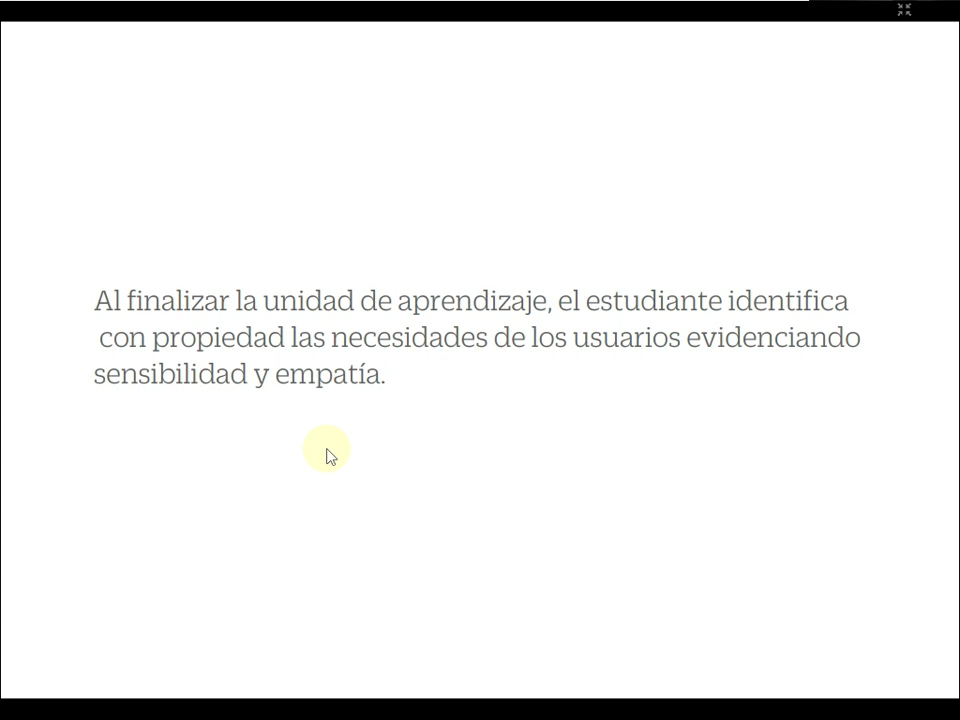 Al finalizar la unidad de aprendizaje, el estudiante identifica
con propiedad las necesidades de los usuarios evidenciando
sensibilidad y empatía.